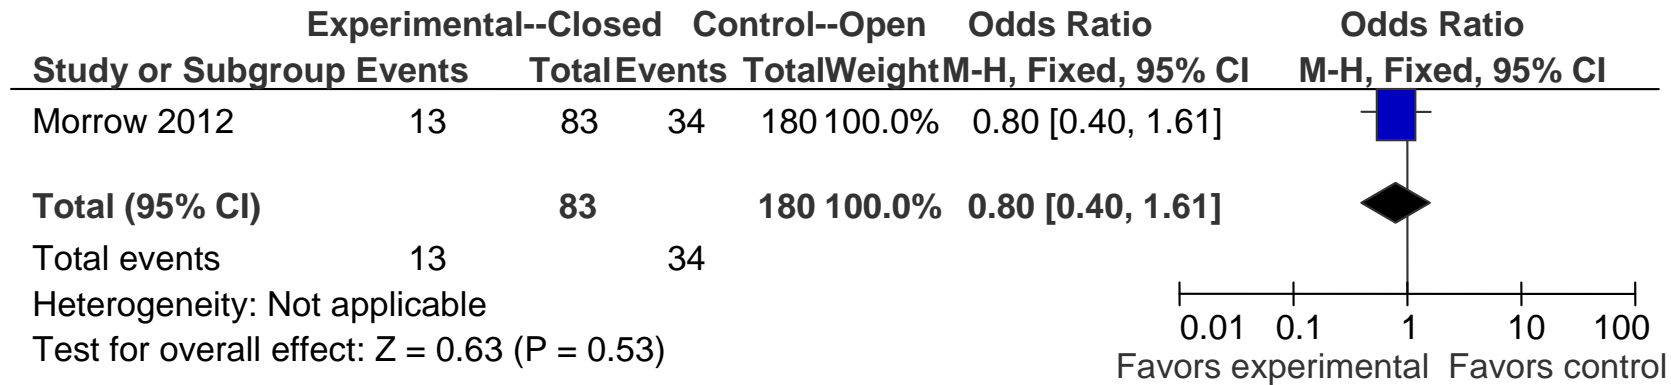 Experimental--Closed Control--Open Odds Ratio Odds Ratio
Study or Subgroup Events Total Events Total Weight M-H, Fixed, 95% CI M-H, Fixed, 95% CI
Morrow 2012 13 83 34 180 100.0% 0.80 [0.40, 1.61]
Total (95% CI) 83 180 100.0% 0.80 [0.40, 1.61]
Total events 13 34
Heterogeneity: Not applicable
Test for overall effect: Z = 0.63 (P = 0.53)
0.01 0.1 1 10 100
Favors experimental Favors control